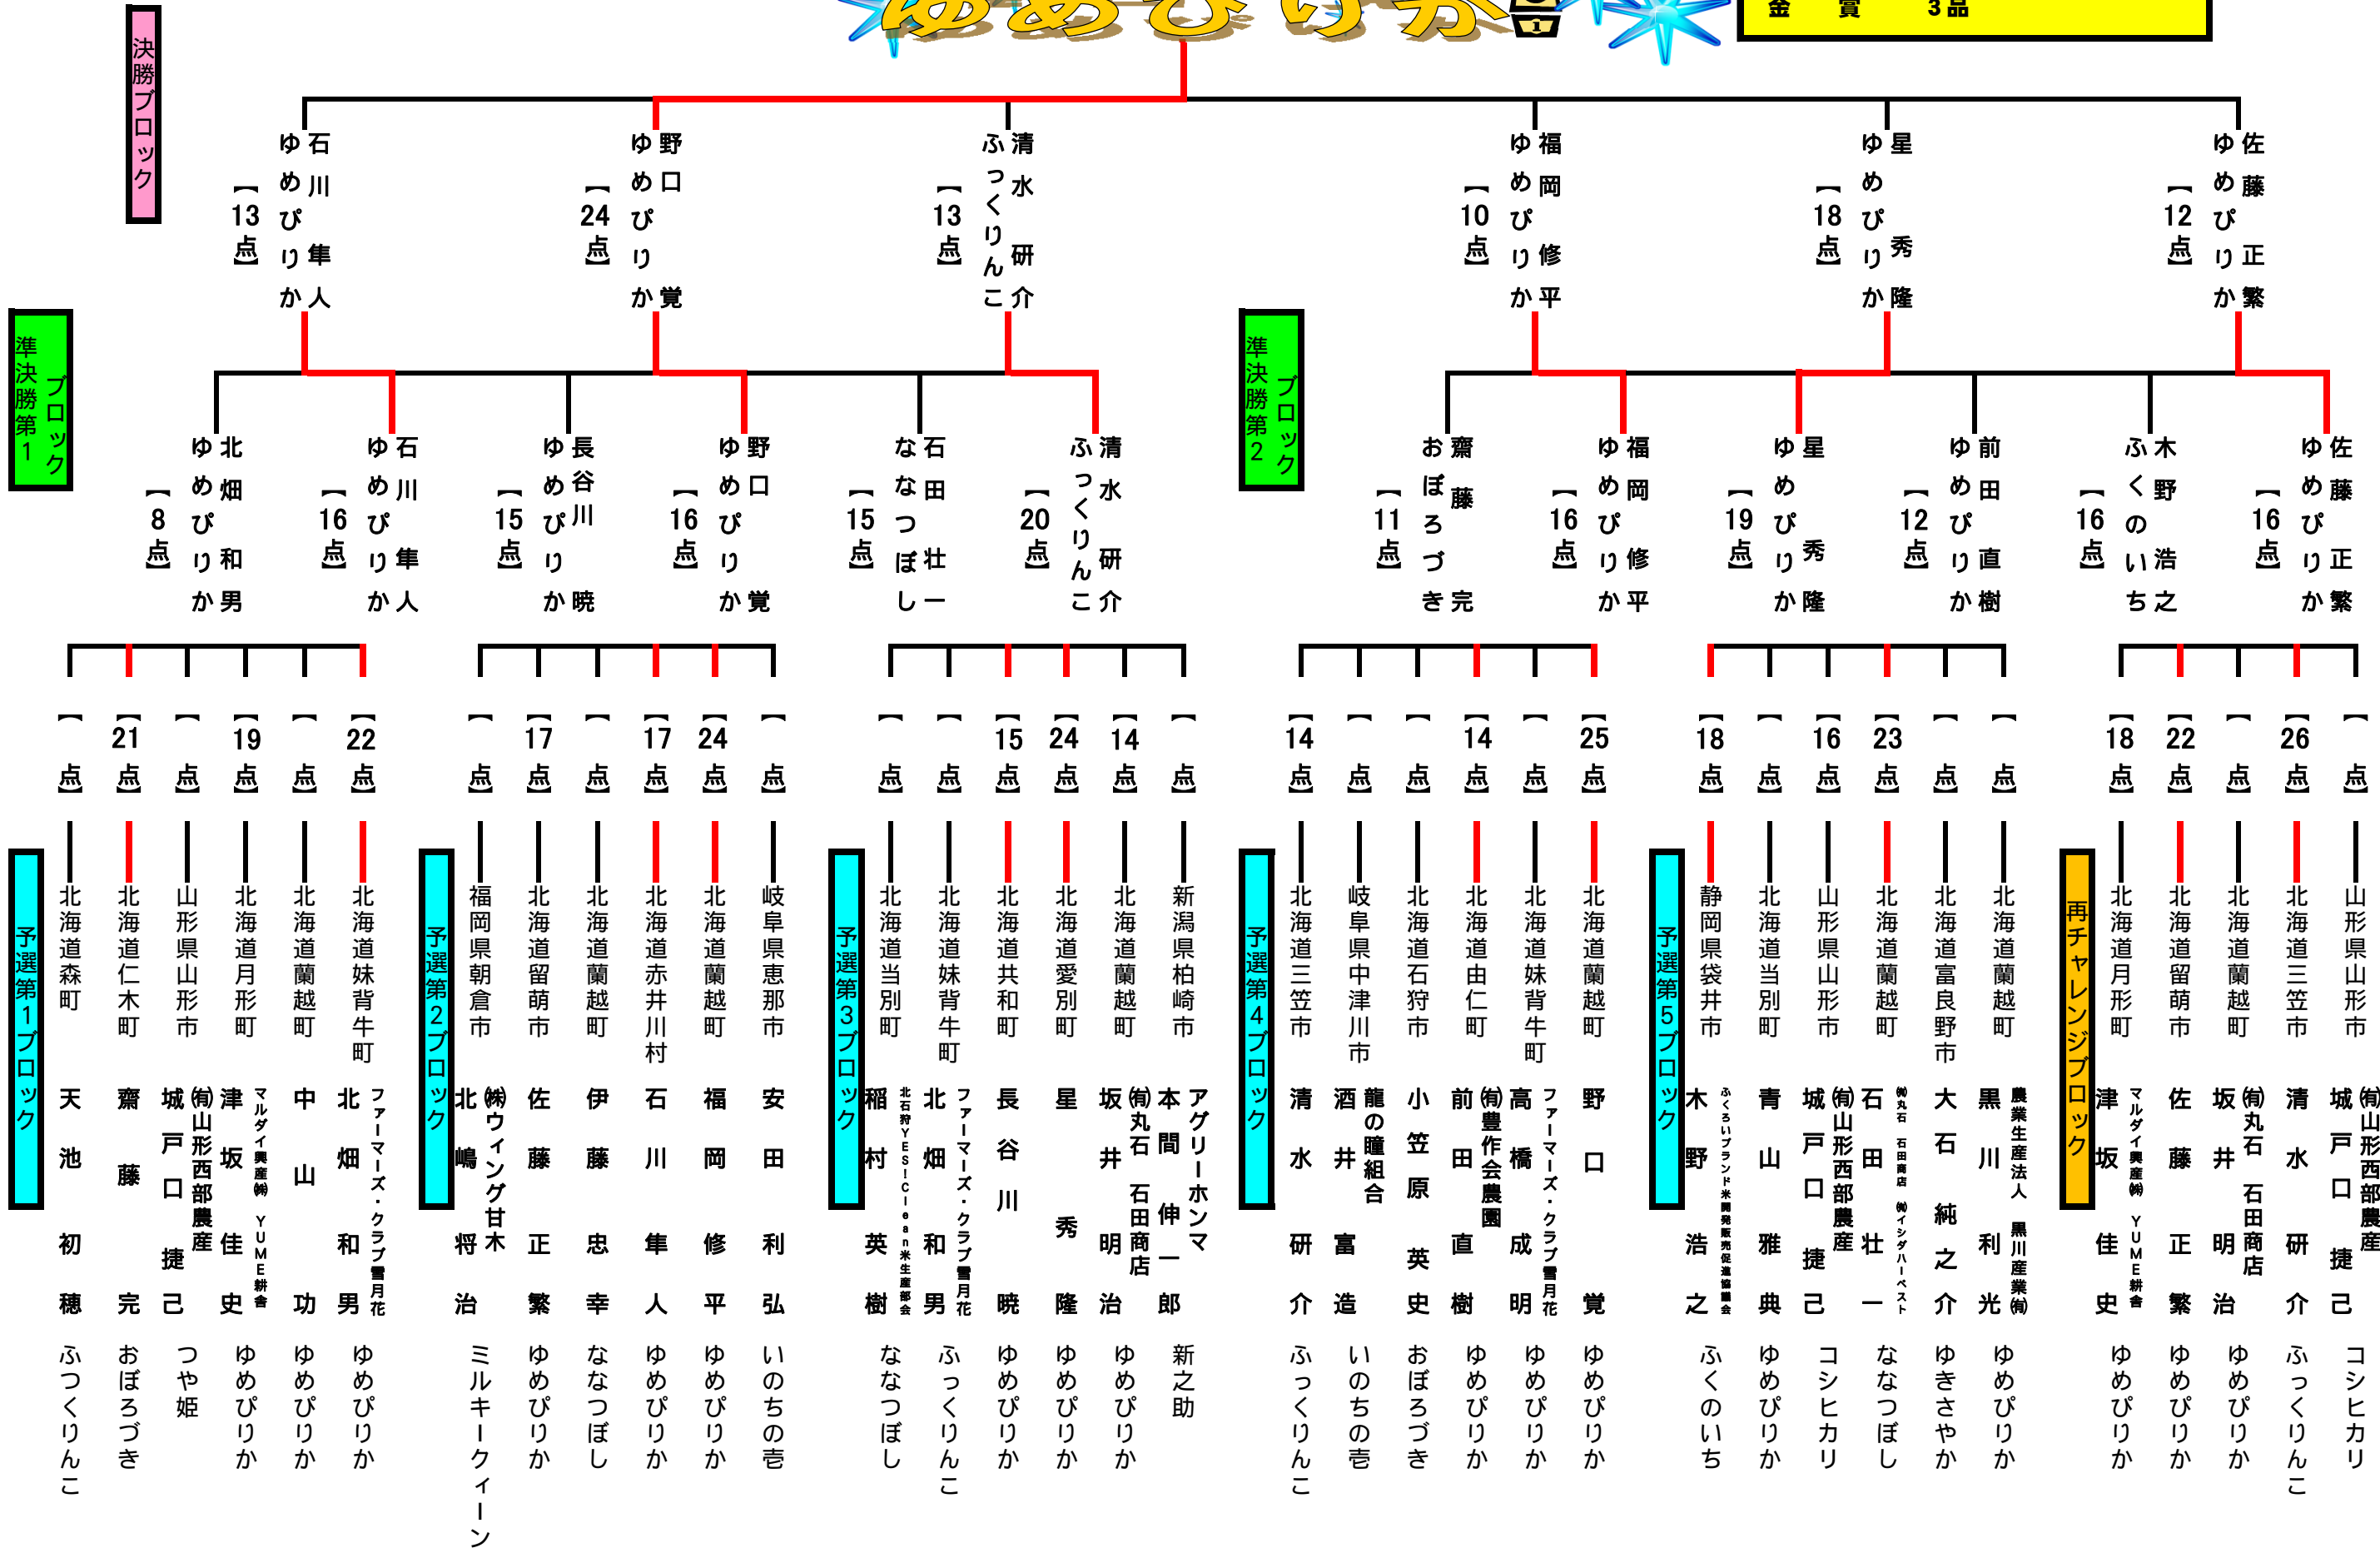 ゆめぴりか
1
金　賞　3品
決勝ブロック
石川　隼人
ゆめぴりか
【13点】
野口　覚
ゆめぴりか
【24点】
清水　研介
ふっくりんこ
【13点】
福岡　修平
ゆめぴりか
【10点】
星　秀隆
ゆめぴりか
【18点】
佐藤　正繁
ゆめぴりか
【12点】
準決勝第1
ブロック
北畑　和男
ゆめぴりか
【8点】
石川　隼人
ゆめぴりか
【16点】
長谷川　暁
ゆめぴりか
【15点】
野口　覚
ゆめぴりか
【16点】
石田　壮一
ななつぼし
【15点】
清水　研介
ふっくりんこ
【20点】
準決勝第2
ブロック
齋藤　完
おぼろづき
【11点】
福岡　修平
ゆめぴりか
【16点】
星　秀隆
ゆめぴりか
【19点】
前田　直樹
ゆめぴりか
【12点】
木野　浩之
ふくのいち
【16点】
佐藤　正繁
ゆめぴりか
【16点】
予選第1ブロック
【　点】
北海道森町
天池　初穂
ふつくりんこ
【21点】
北海道仁木町
齋藤　完
おぼろづき
【　点】
山形県山形市
㈲山形西部農産
城戸口　捷己
つや姫
【19点】
北海道月形町
マルダイ興産㈱　YUME耕舎
津坂　佳史
ゆめぴりか
【　点】
北海道蘭越町
中山　功
ゆめぴりか
【22点】
北海道妹背牛町
ファーマーズ・クラブ雪月花
北畑　和男
ゆめぴりか
予選第2ブロック
【　点】
福岡県朝倉市
㈱ウィング甘木
北嶋　将治
ミルキークィーン
【17点】
北海道留萌市
佐藤　正繁
ゆめぴりか
【　点】
北海道蘭越町
伊藤　忠幸
ななつぼし
【17点】
北海道赤井川村
石川　隼人
ゆめぴりか
【24点】
北海道蘭越町
福岡　修平
ゆめぴりか
【　点】
岐阜県恵那市
安田　利弘
いのちの壱
予選第3ブロック
【　点】
北海道当別町
北石狩YES!Clean米生産部会
稲村　英樹
ななつぼし
【　点】
北海道妹背牛町
ファーマーズ・クラブ雪月花
北畑　和男
ふっくりんこ
【15点】
北海道共和町
長谷川　暁
ゆめぴりか
【24点】
北海道愛別町
星　秀隆
ゆめぴりか
【14点】
北海道蘭越町
㈲丸石　石田商店
坂井　明治
ゆめぴりか
【　点】
新潟県柏崎市
アグリーホンマ
本間　伸一郎
新之助
予選第4ブロック
【14点】
北海道三笠市
清水　研介
ふっくりんこ
【　点】
岐阜県中津川市
龍の瞳組合
酒井　富造
いのちの壱
【　点】
北海道石狩市
小笠原　英史
おぼろづき
【14点】
北海道由仁町
㈲豊作会農園
前田　直樹
ゆめぴりか
【　点】
北海道妹背牛町
ファーマーズ・クラブ雪月花
高橋　成明
ゆめぴりか
【25点】
北海道蘭越町
野口　覚
ゆめぴりか
予選第5ブロック
【18点】
静岡県袋井市
ふくろいブランド米開発販売促進協議会
木野　浩之
ふくのいち
【　点】
北海道当別町
青山　雅典
ゆめぴりか
【16点】
山形県山形市
㈲山形西部農産
城戸口　捷己
コシヒカリ
【23点】
北海道蘭越町
㈲丸石　石田商店　㈱イシダハーベスト
石田　壮一
ななつぼし
【　点】
北海道富良野市
大石　純之介
ゆきさやか
【　点】
北海道蘭越町
農業生産法人　黒川産業㈲
黒川　利光
ゆめぴりか
再チャレンジブロック
【18点】
北海道月形町
マルダイ興産㈱　YUME耕舎
津坂　佳史
ゆめぴりか
【22点】
北海道留萌市
佐藤　正繁
ゆめぴりか
【　点】
北海道蘭越町
㈲丸石　石田商店
坂井　明治
ゆめぴりか
【26点】
北海道三笠市
清水　研介
ふっくりんこ
【　点】
山形県山形市
㈲山形西部農産
城戸口　捷己
コシヒカリ